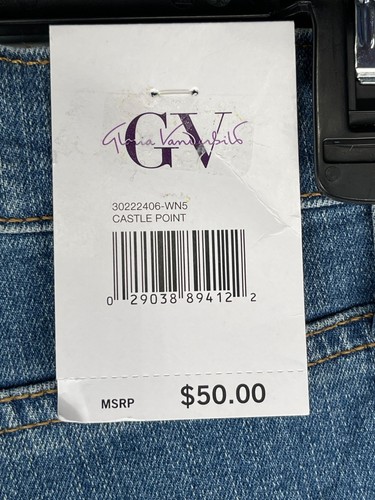 GV
Gloria Vanderbilt
30222406-WN5
CASTLE POINT
0 29038 89412 2
MSRP $50.00